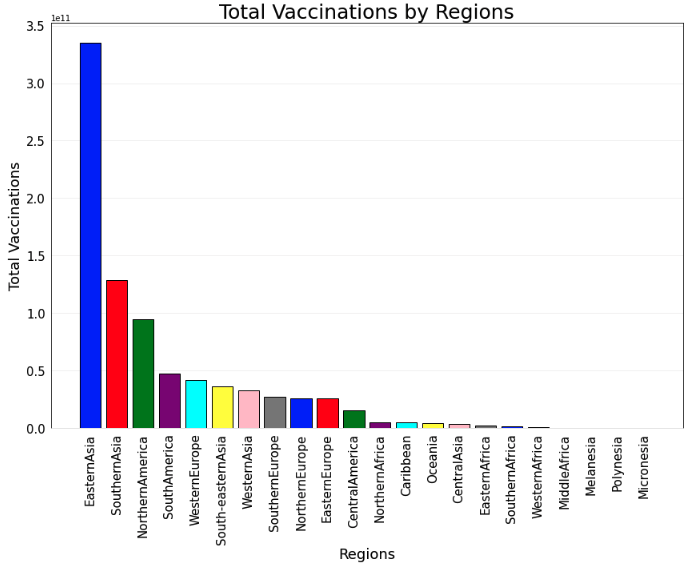 Total Vaccinations by Regions
1e11
3.5
3.0
2.5
2.0
1.5
1.0
0.5
0.0
Total Vaccinations
EasternAsia
SouthernAsia
NorthernAmerica
SouthAmerica
WesternEurope
South-easternAsia
WesternAsia
SouthernEurope
NorthernEurope
EasternEurope
CentralAmerica
NorthernAfrica
Caribbean
Oceania
CentralAsia
EasternAfrica
SouthernAfrica
WesternAfrica
MiddleAfrica
Melanesia
Polynesia
Micronesia
Regions